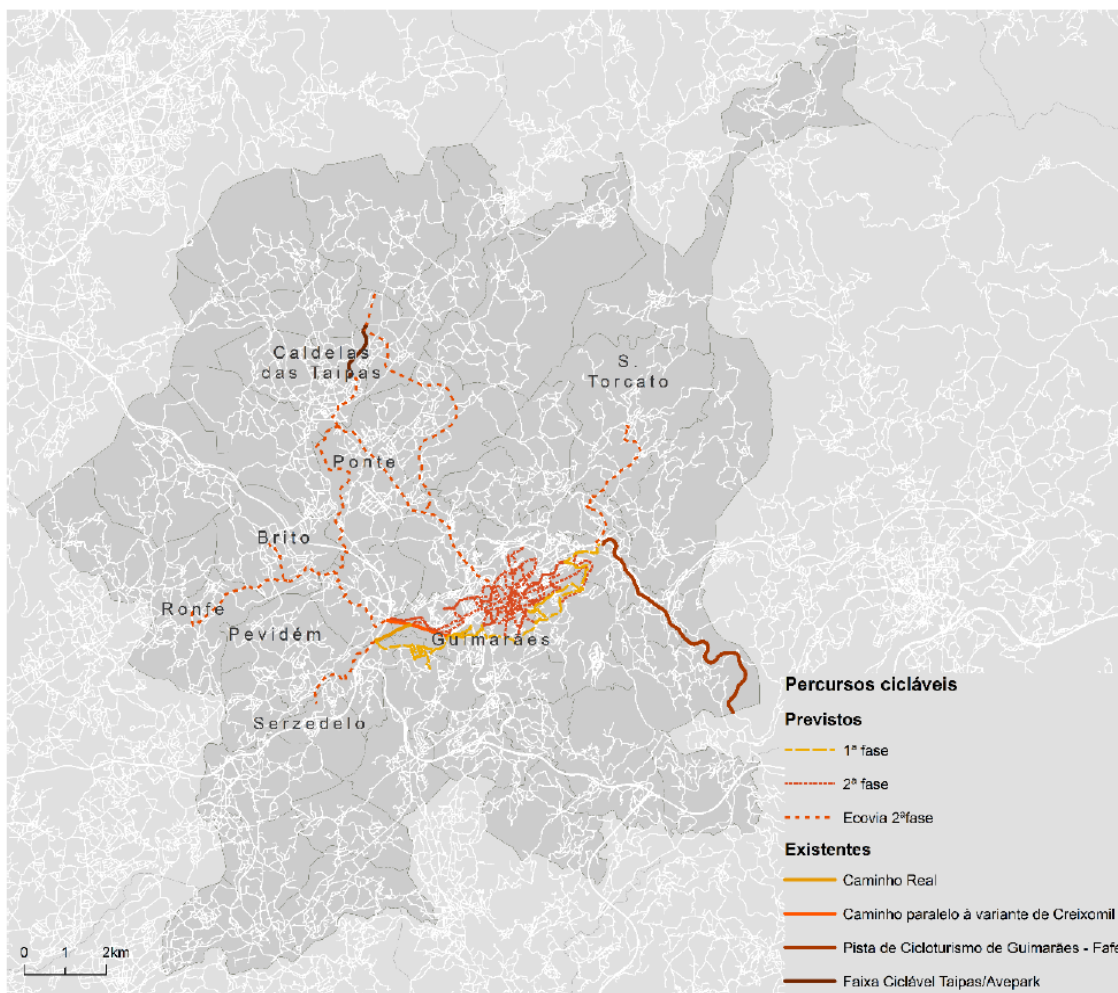 Caldelas
das Taipas
S.
Torcato
Ponte
Brito
Ronfe
Pevidém
Guimarães
Serzedelo
Percursos cicláveis
Previstos
1ª fase
2ª fase
Ecovia 2ªfase
Existentes
Caminho Real
Caminho paralelo à variante de Creixomil
Pista de Cicloturismo de Guimarães - Fafe
Faixa Ciclável Taipas/Avepark
0 1 2km